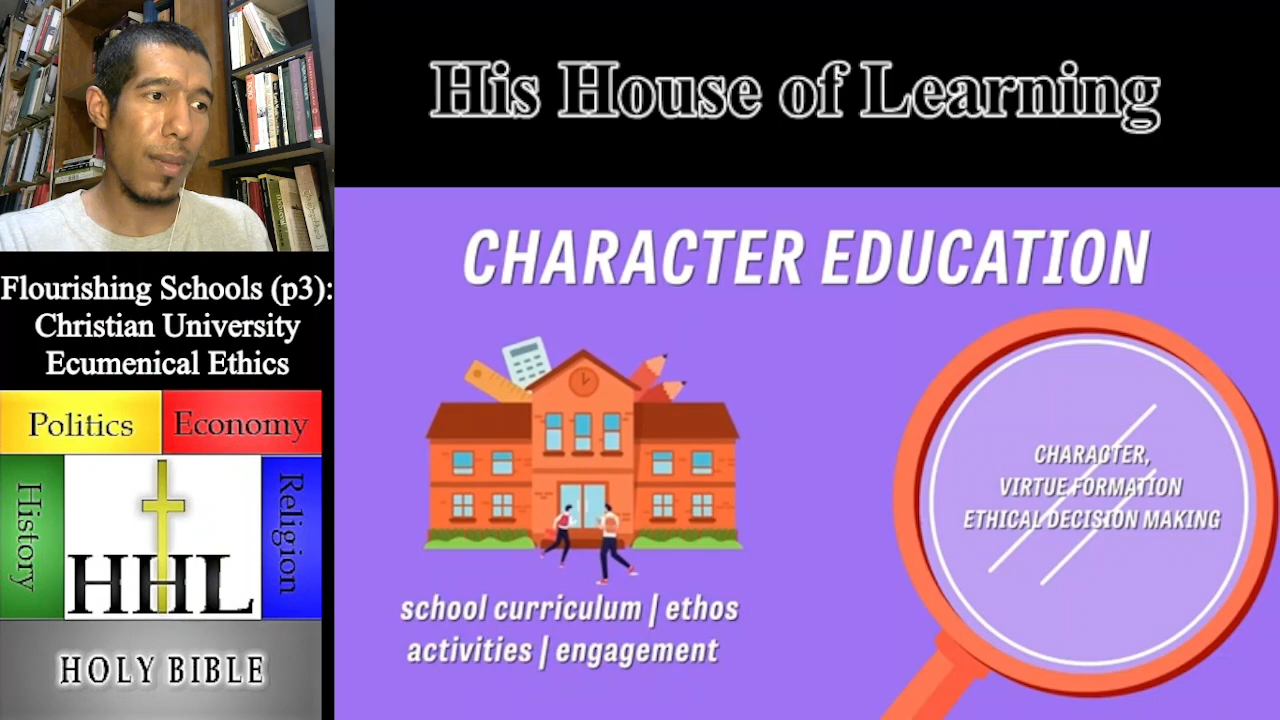 His House of Learning
Flourishing Schools (p3):
Christian University
Ecumenical Ethics
Politics
Economy
History
Religion
HHL
HOLY BIBLE
CHARACTER EDUCATION
school curriculum | ethos
activities | engagement
CHARACTER,
VIRTUE FORMATION
ETHICAL DECISION MAKING